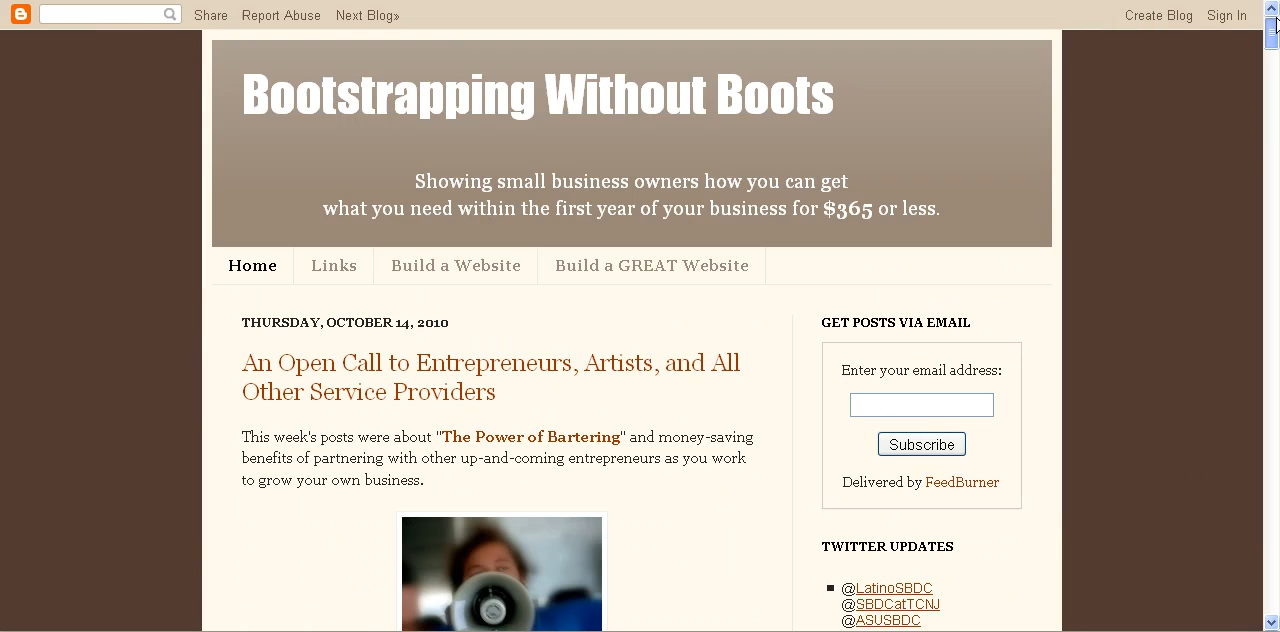 Share Report Abuse Next Blog» Create Blog Sign In
Bootstrapping Without Boots
Showing small business owners how you can get
what you need within the first year of your business for $365 or less.
Home Links Build a Website Build a GREAT Website
THURSDAY, OCTOBER 14, 2010
An Open Call to Entrepreneurs, Artists, and All
Other Service Providers
This week's posts were about "The Power of Bartering" and money-saving
benefits of partnering with other up-and-coming entrepreneurs as you work
to grow your own business.
GET POSTS VIA EMAIL
Enter your email address:
Subscribe
Delivered by FeedBurner
TWITTER UPDATES
@LatinoSBDC
@SBDCatTCNJ
@ASUSBDC